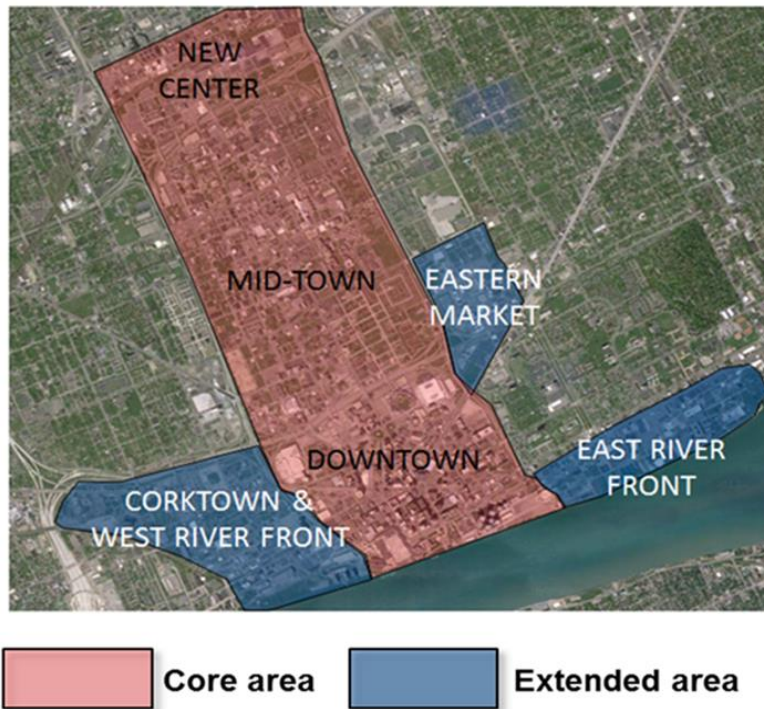 NEW
CENTER
MID-TOWN
EASTERN
MARKET
DOWNTOWN
EAST RIVER
FRONT
CORKTOWN &
WEST RIVER FRONT
Core area
Extended area